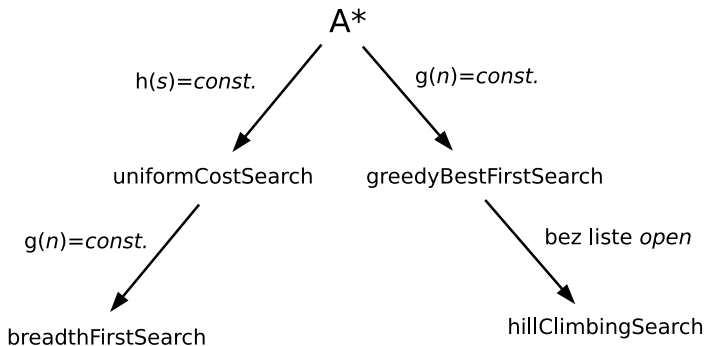 A*
h(s)=const.
g(n)=const.
uniformCostSearch
greedyBestFirstSearch
g(n)=const.
bez liste open
breadthFirstSearch
hillClimbingSearch